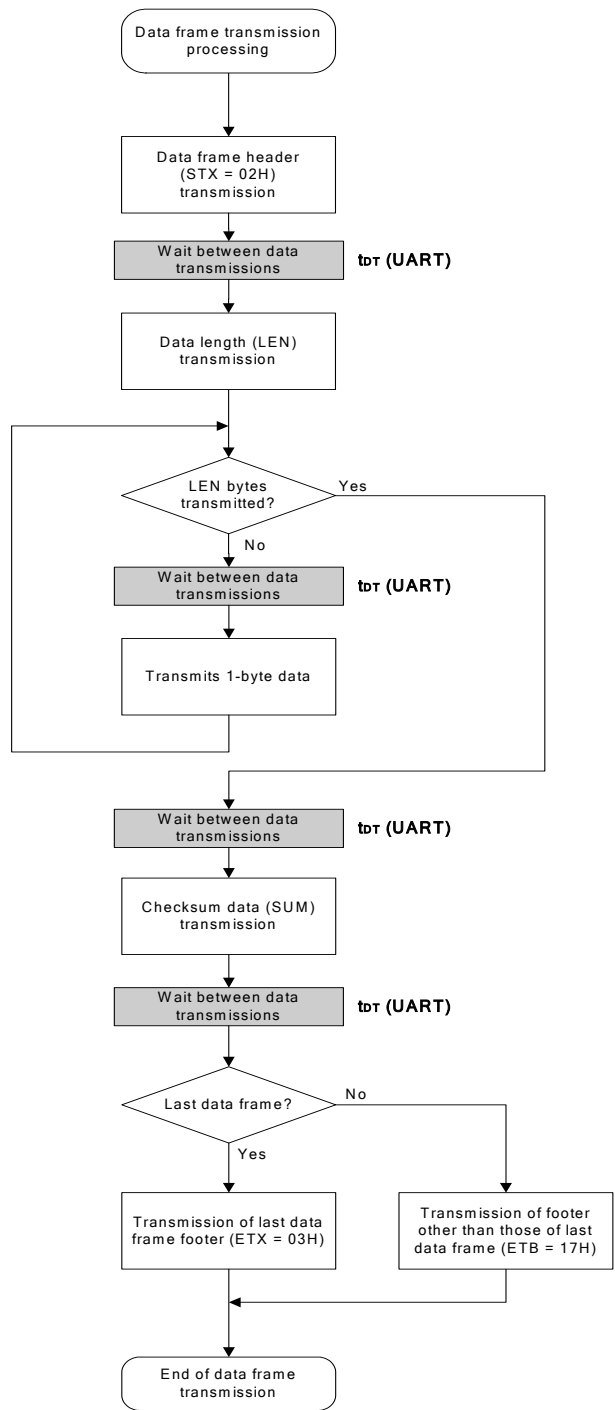 Data frame transmission
processing
Data frame header
(STX = 02H)
transmission
Wait between data
transmissions
tDT (UART)
Data length (LEN)
transmission
LEN bytes
transmitted?
Yes
No
Wait between data
transmissions
tDT (UART)
Transmits 1-byte data
Wait between data
transmissions
tDT (UART)
Checksum data (SUM)
transmission
Wait between data
transmissions
tDT (UART)
Last data frame?
No
Yes
Transmission of last data
frame footer (ETX = 03H)
Transmission of footer
other than those of last
data frame (ETB = 17H)
End of data frame
transmission